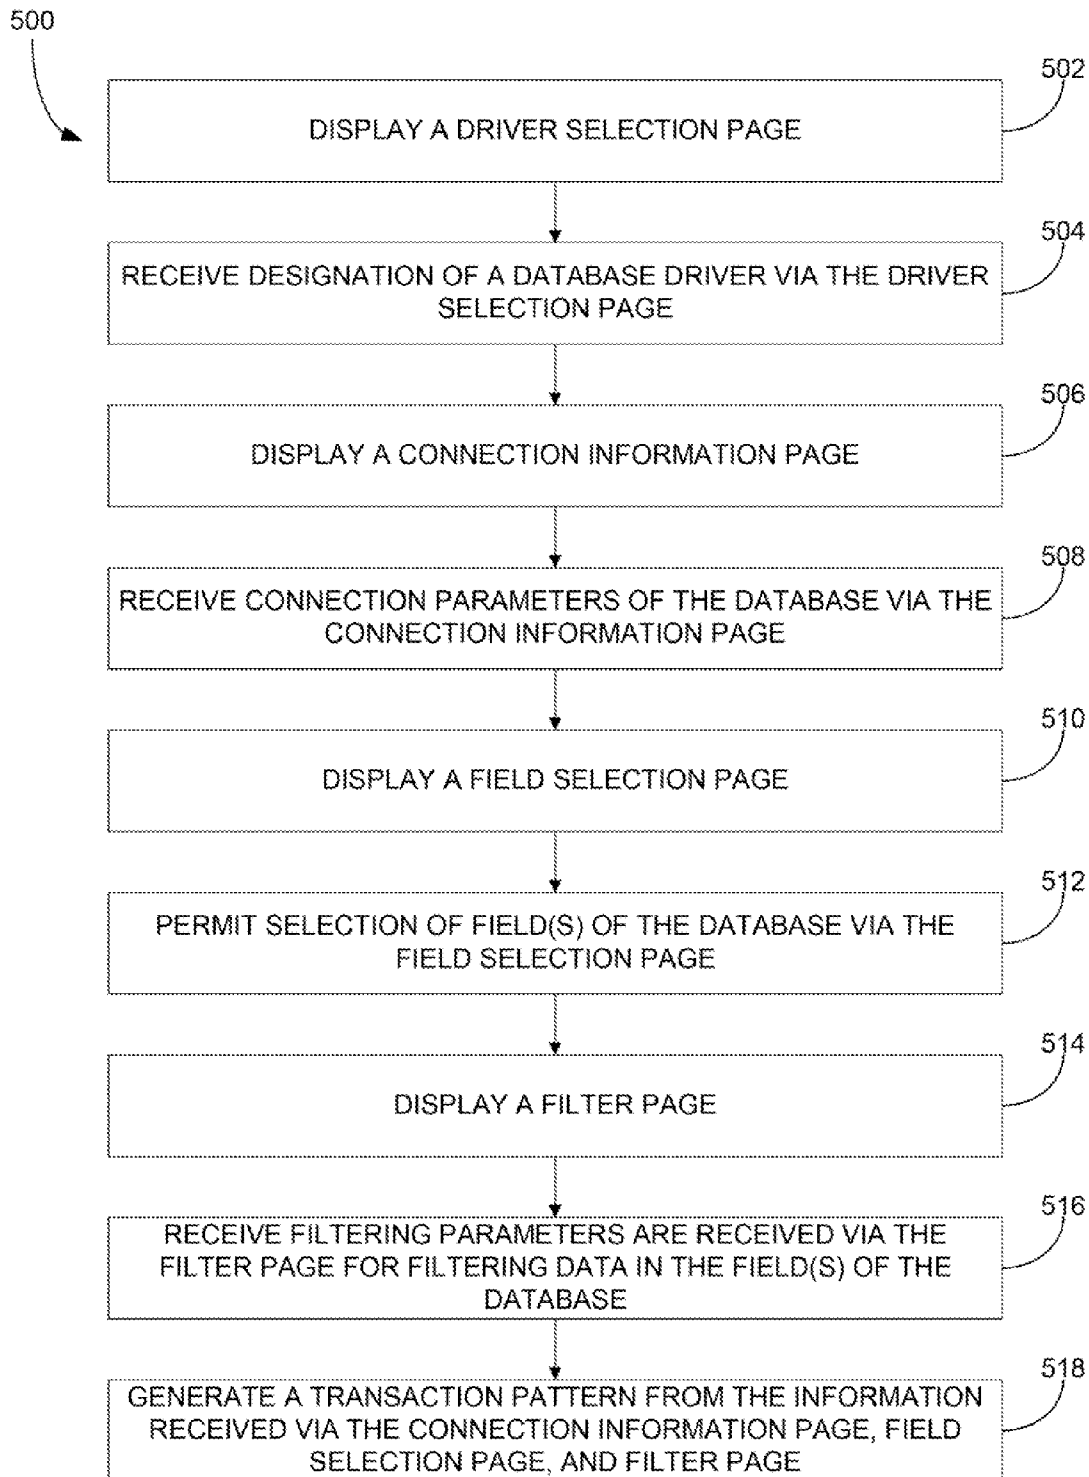 500
502
DISPLAY A DRIVER SELECTION PAGE
504
RECEIVE DESIGNATION OF A DATABASE DRIVER VIA THE DRIVER
SELECTION PAGE
506
DISPLAY A CONNECTION INFORMATION PAGE
508
RECEIVE CONNECTION PARAMETERS OF THE DATABASE VIA THE
CONNECTION INFORMATION PAGE
510
DISPLAY A FIELD SELECTION PAGE
512
PERMIT SELECTION OF FIELD(S) OF THE DATABASE VIA THE
FIELD SELECTION PAGE
514
DISPLAY A FILTER PAGE
516
RECEIVE FILTERING PARAMETERS ARE RECEIVED VIA THE
FILTER PAGE FOR FILTERING DATA IN THE FIELD(S) OF THE
DATABASE
518
GENERATE A TRANSACTION PATTERN FROM THE INFORMATION
RECEIVED VIA THE CONNECTION INFORMATION PAGE, FIELD
SELECTION PAGE, AND FILTER PAGE